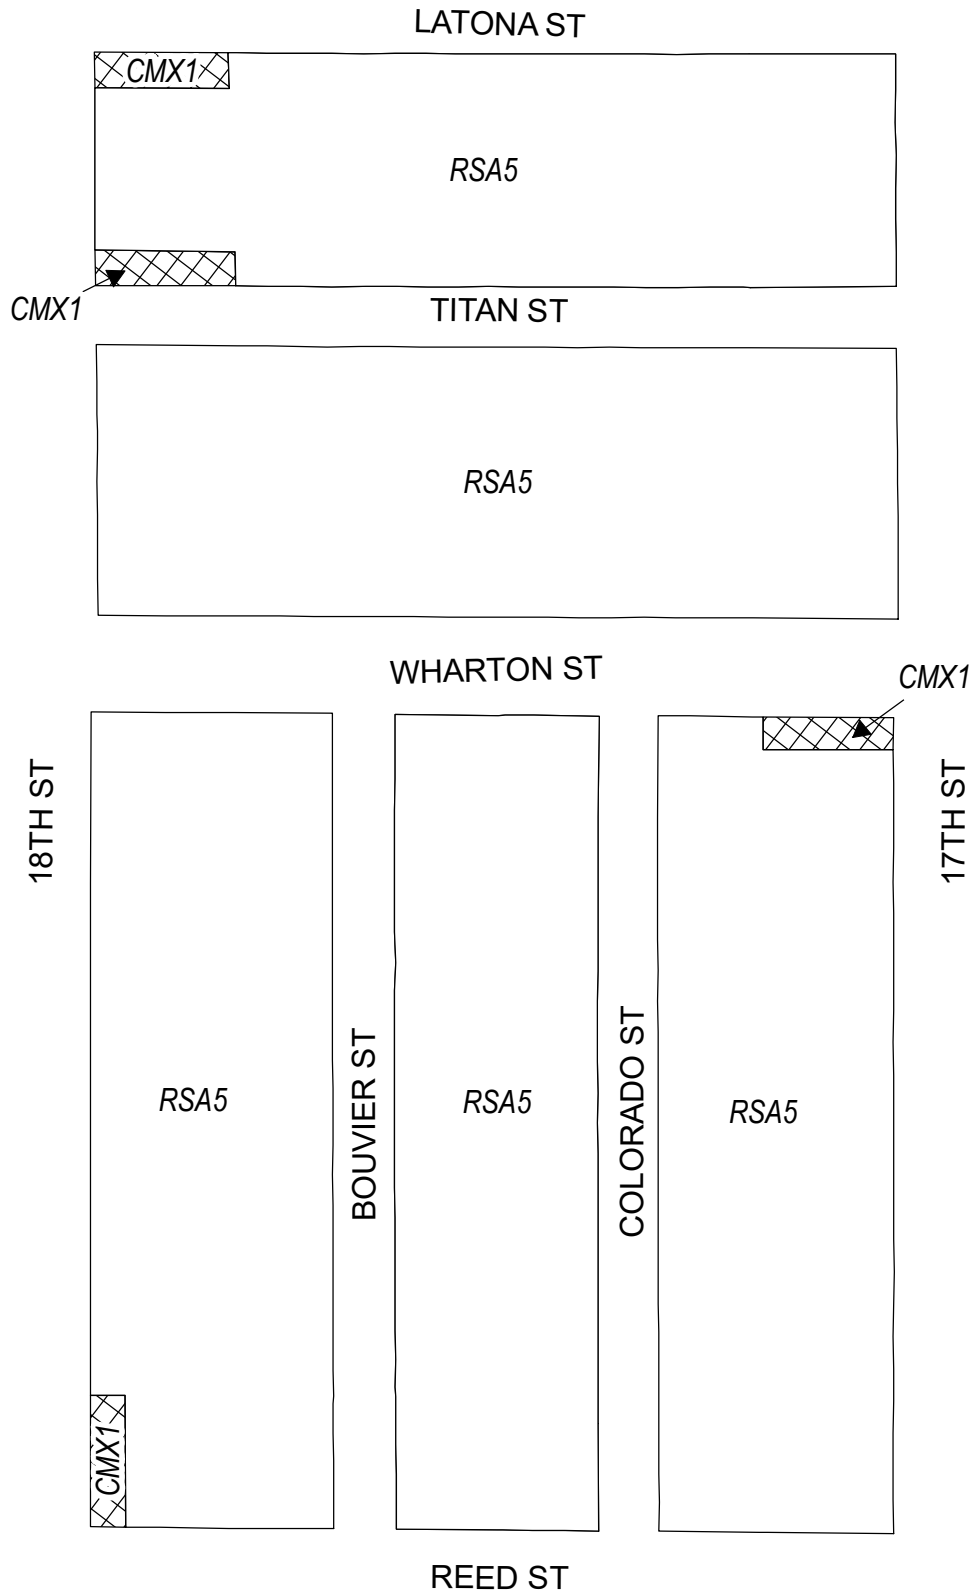 LATONA ST
CMX1
RSA5
CMX1
TITAN ST
RSA5
WHARTON ST
CMX1
18TH ST
17TH ST
BOUVIER ST
COLORADO ST
RSA5
RSA5
RSA5
CMX1
REED ST